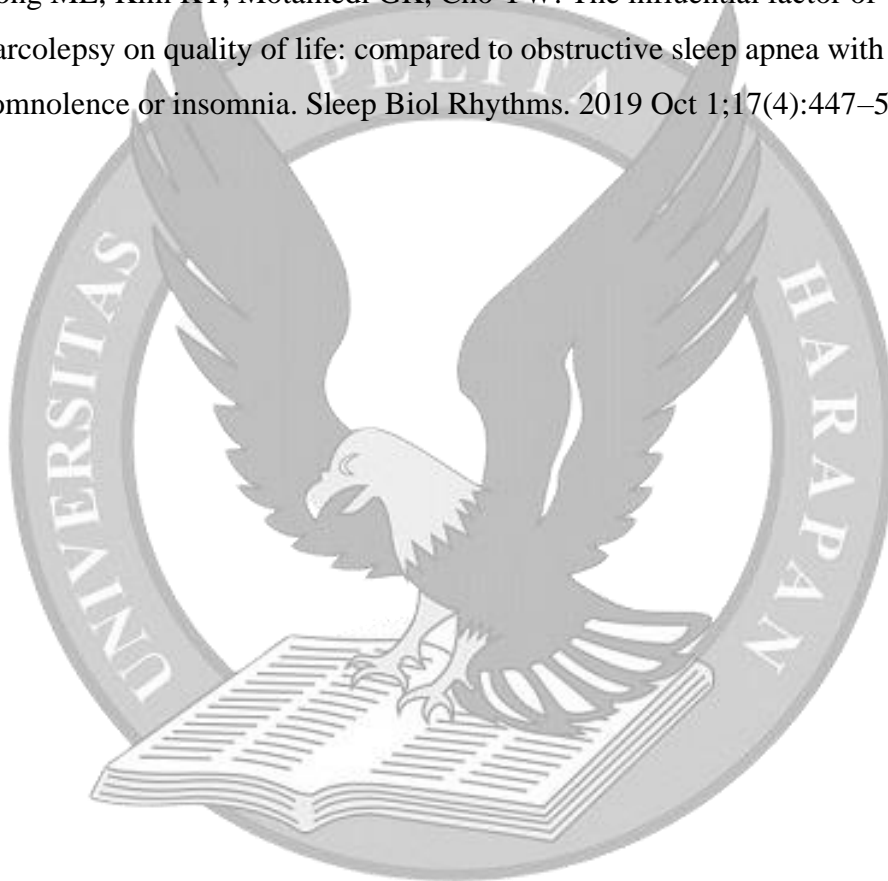 ong ME, Kim KT, Motamedi GK, Cho YW. The influential factor of
arcolepsy on quality of life: compared to obstructive sleep apnea with
omnolence or insomnia. Sleep Biol Rhythms. 2019 Oct 1;17(4):447–5
UNIVERSITAS
PELITA
HARAPAN